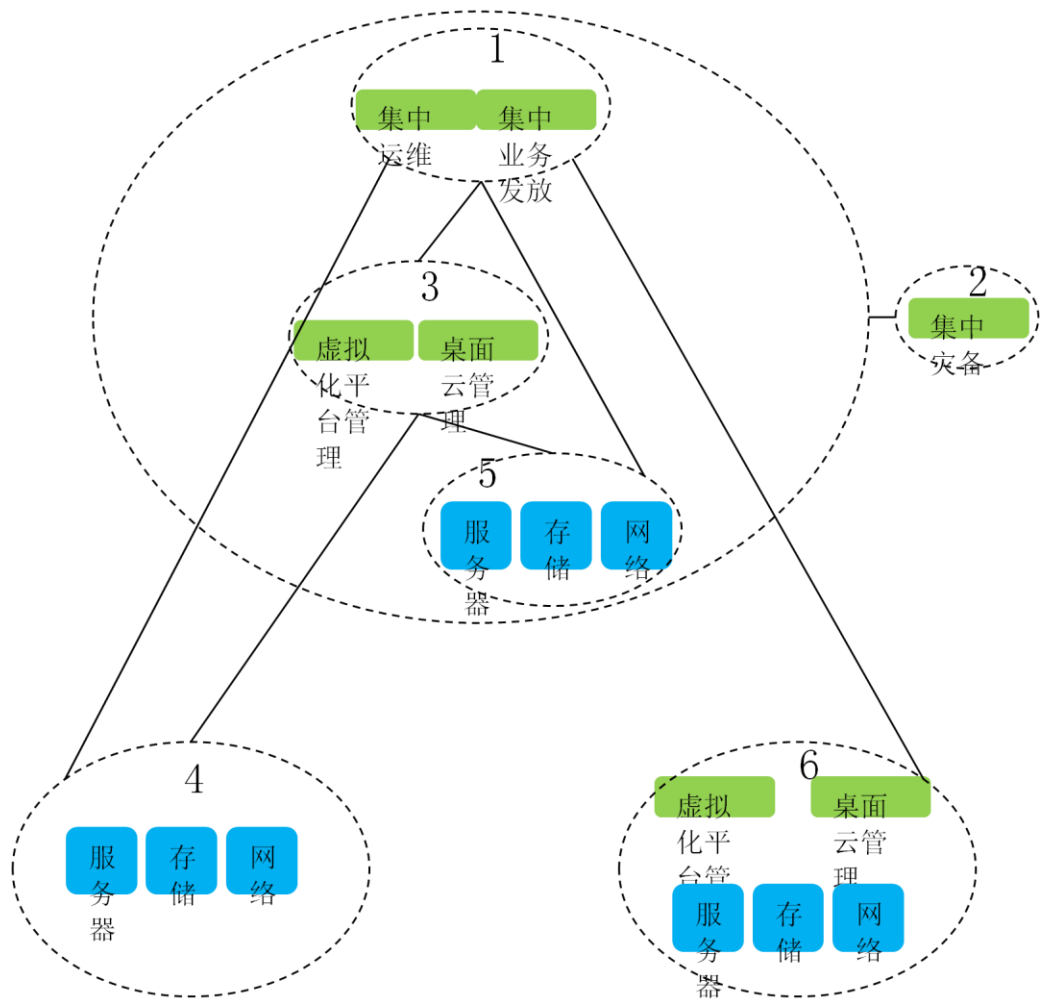 1
集中
运维
集中
业务
发放
2
集中
灾备
3
虚拟
化平
台管
理
桌面
云管
理
5
服
务
器
存
储
网
络
4
服
务
器
存
储
网
络
6
虚拟
化平
台管
桌面
云管
理
服
务
器
存
储
网
络